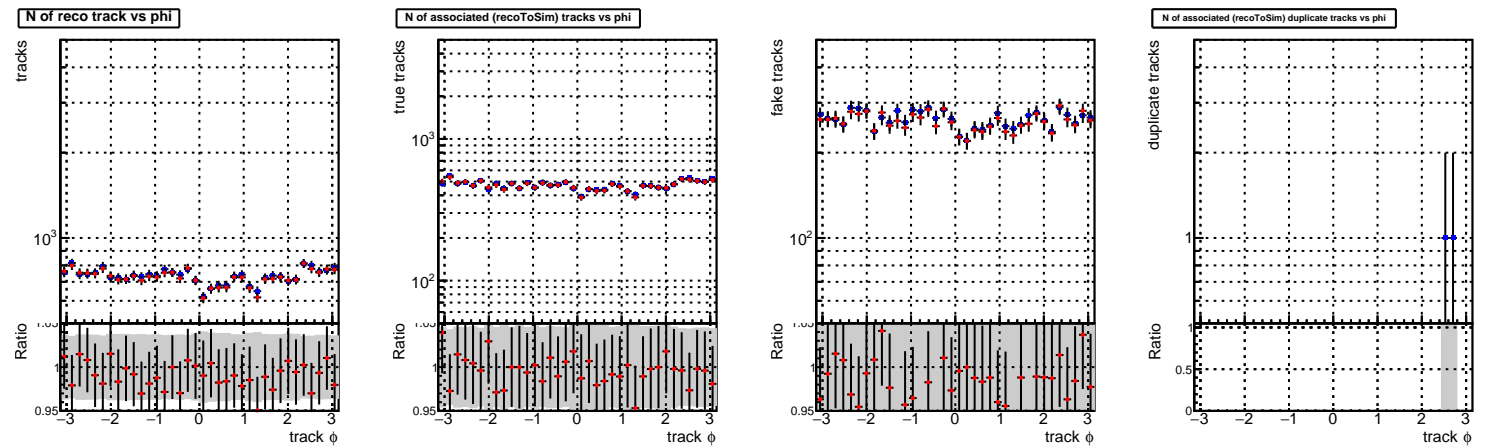 N of reco track vs phi
tracks
10³
Ratio
1.05
1
0.95
−3 −2 −1 0 1 2 3
track ϕ
N of associated (recoToSim) tracks vs phi
true tracks
10³
10²
Ratio
1.05
1
0.95
−3 −2 −1 0 1 2 3
track ϕ
fake tracks
10²
Ratio
1.05
1
0.95
−3 −2 −1 0 1 2 3
track ϕ
N of associated (recoToSim) duplicate tracks vs phi
duplicate tracks
1
Ratio
1
0.5
0
−3 −2 −1 0 1 2 3
track ϕ